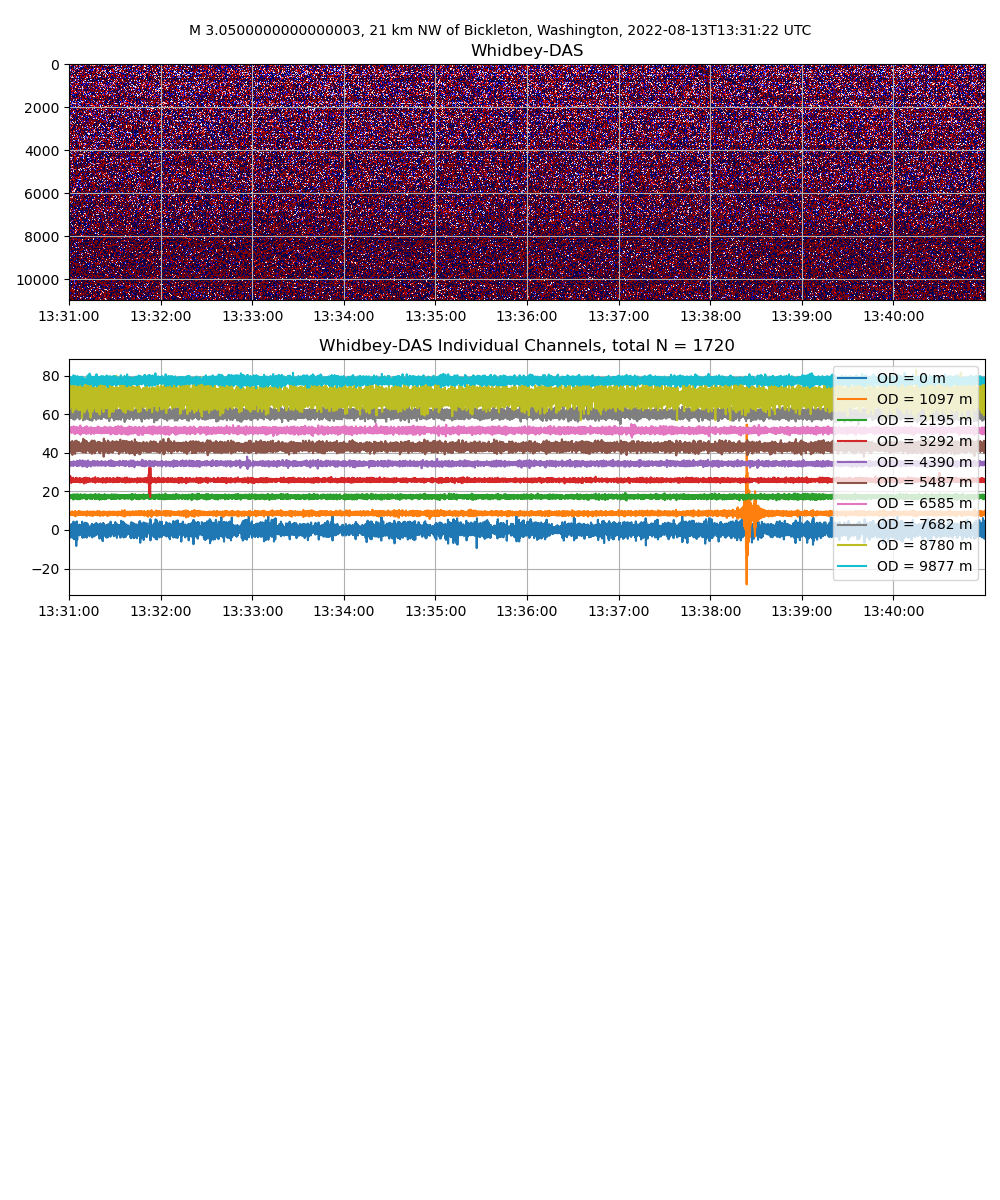 M 3.0500000000000003, 21 km NW of Bickleton, Washington, 2022-08-13T13:31:22 UTC
Whidbey-DAS
0
2000
4000
6000
8000
10000
13:31:00 13:32:00 13:33:00 13:34:00 13:35:00 13:36:00 13:37:00 13:38:00 13:39:00 13:40:00
Whidbey-DAS Individual Channels, total N = 1720
80
60
40
20
0
−20
OD = 0 m
OD = 1097 m
OD = 2195 m
OD = 3292 m
OD = 4390 m
OD = 5487 m
OD = 6585 m
OD = 7682 m
OD = 8780 m
OD = 9877 m
13:31:00 13:32:00 13:33:00 13:34:00 13:35:00 13:36:00 13:37:00 13:38:00 13:39:00 13:40:00